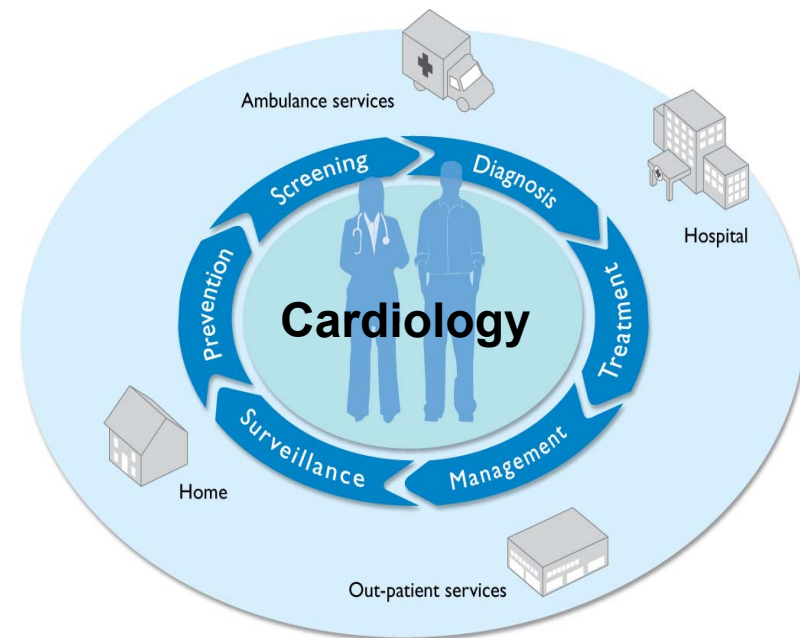 Ambulance services
Screening
Diagnosis
Hospital
Prevention
Cardiology
Treatment
Surveillance
Management
Home
Out-patient services